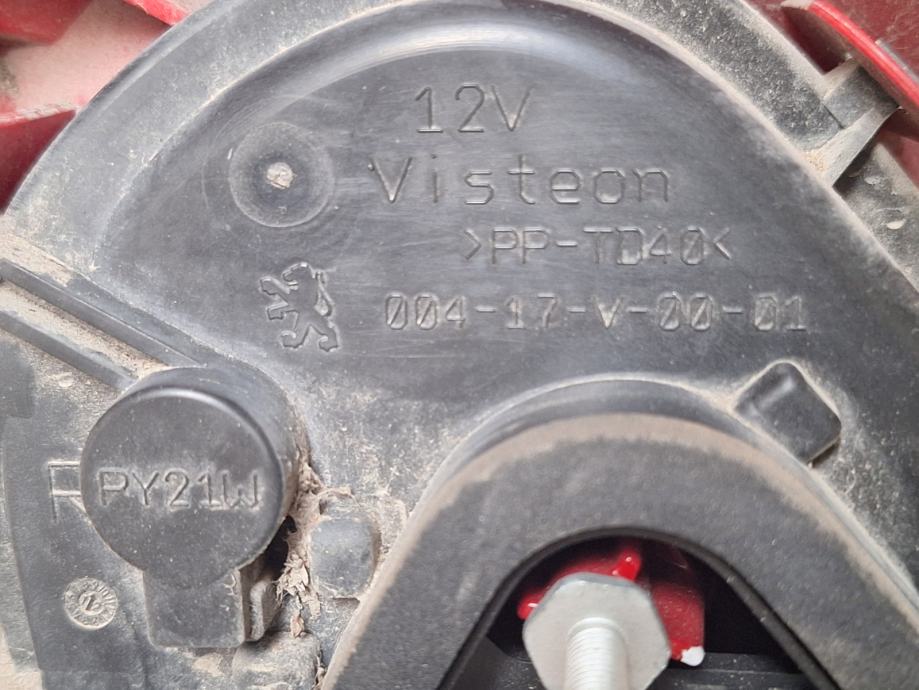 12V
Visteon
>PP-TD40<
004-17-V-00-01
R
PY21W